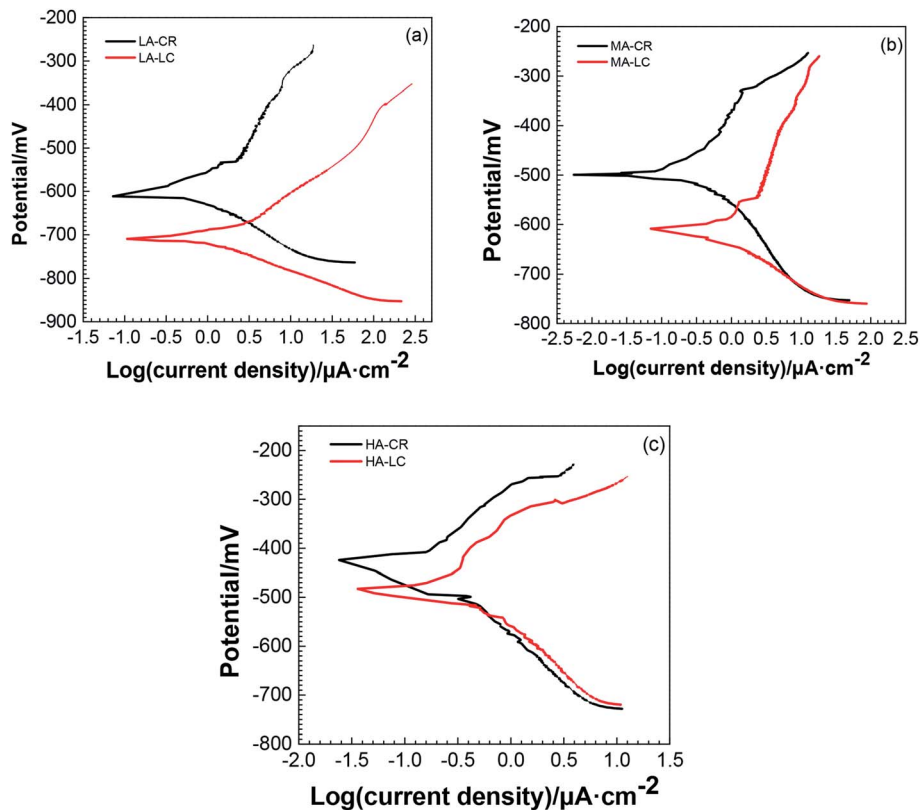 -200
-300
-400
-500
-600
-700
-800
-900
Potential/mV
LA-CR
LA-LC
(a)
-1.5 -1.0 -0.5 0.0 0.5 1.0 1.5 2.0 2.5
Log(current density)/µA·cm-2
-200
-300
-400
-500
-600
-700
-800
Potential/mV
MA-CR
MA-LC
(b)
-2.5 -2.0 -1.5 -1.0 -0.5 0.0 0.5 1.0 1.5 2.0 2.5
Log(current density)/µA·cm-2
-200
-300
-400
-500
-600
-700
-800
Potential/mV
HA-CR
HA-LC
(c)
-2.0 -1.5 -1.0 -0.5 0.0 0.5 1.0 1.5
Log(current density)/µA·cm-2